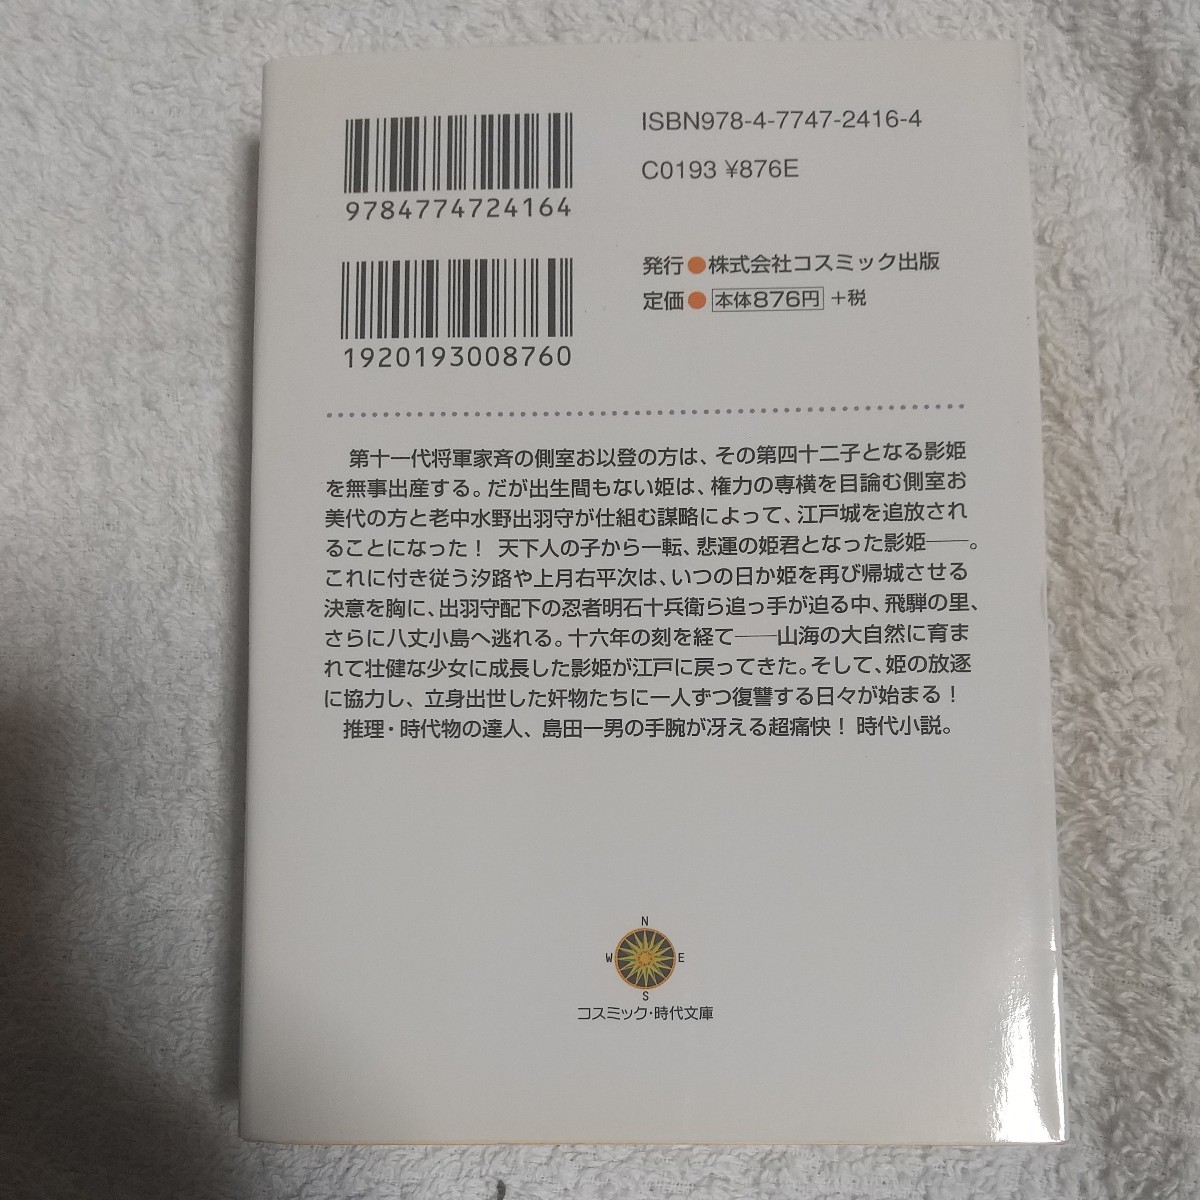 ISBN978-4-7747-2416-4
C0193 ¥876E
9784774724164
1920193008760
発行●株式会社コスミック出版
定価●本体876円+税
第十一代将軍家斉の側室お以登の方は、その第四十二子となる影姫
を無事出産する。だが出生間もない姫は、権力の専横を目論む側室お
美代の方と老中水野出羽守が仕組む謀略によって、江戸城を追放され
ることになった! 天下人の子から一転、悲運の姫君となった影姫――。
これに付き従う汐路や上月右平次は、いつの日か姫を再び帰城させる
決意を胸に、出羽守配下の忍者明石十兵衛ら追っ手が迫る中、飛騨の里、
さらに八丈小島へ逃れる。十六年の刻を経て――山海の大自然に育ま
れて壮健な少女に成長した影姫が江戸に戻ってきた。そして、姫の放逐
に協力し、立身出世した奸物たちに一人ずつ復讐する日々が始まる!
推理・時代物の達人、島田一男の手腕が冴える超痛快! 時代小説。
N
W E
S
コスミック・時代文庫